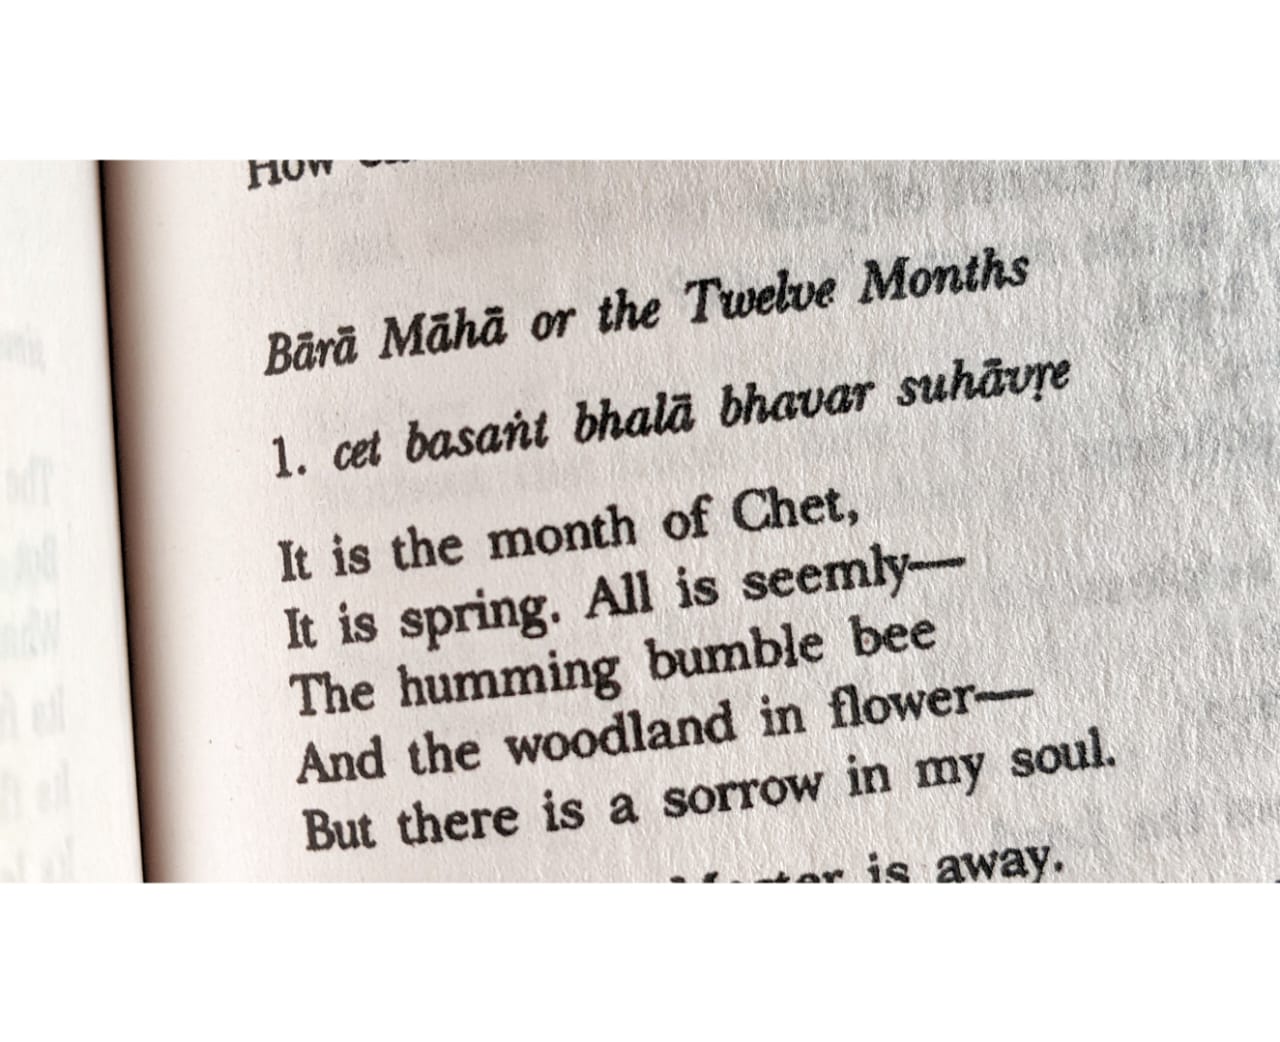 How
Bārā Māhā or the Twelve Months
1. cet basaṅt bhalā bhavar suhāvṛe
It is the month of Chet,
It is spring. All is seemly—
The humming bumble bee
And the woodland in flower—
But there is a sorrow in my soul.
is away.